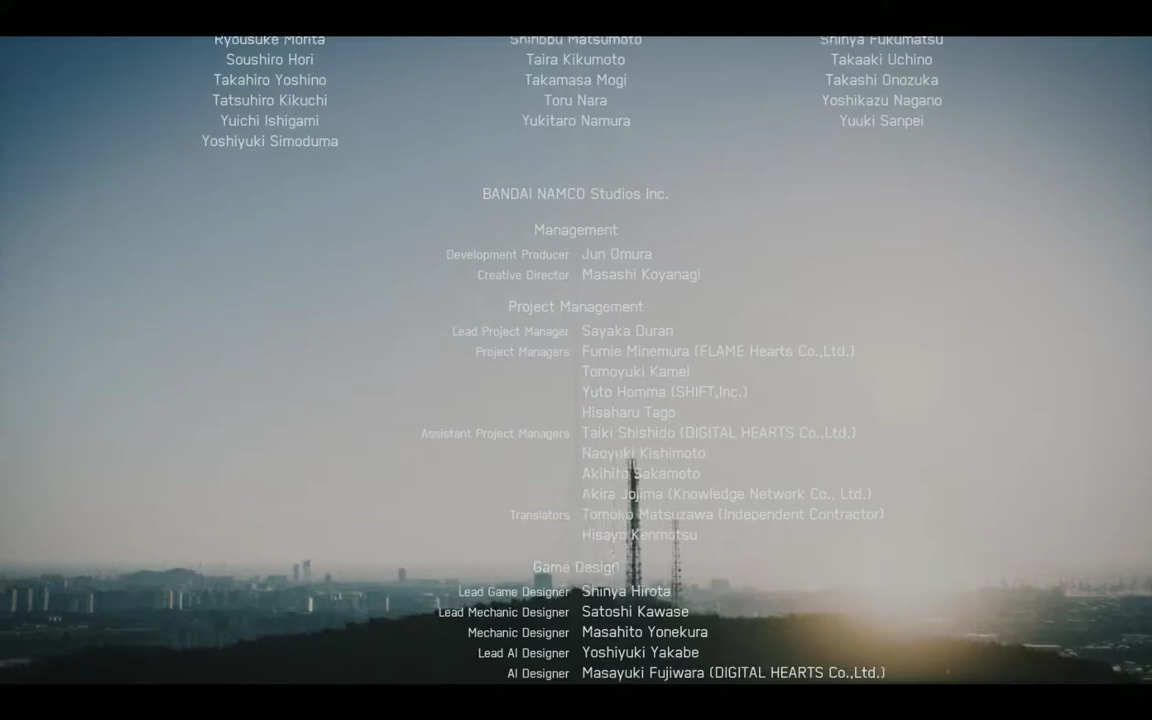 Ryousuke Morita Shinobu Matsumoto Shinya Fukumatsu
Soushiro Hori Taira Kikumoto Takaaki Uchino
Takahiro Yoshino Takamasa Mogi Takashi Onozuka
Tatsuhiro Kikuchi Toru Nara Yoshikazu Nagano
Yuichi Ishigami Yukitaro Namura Yuuki Sanpei
Yoshiyuki Simoduma
BANDAI NAMCO Studios Inc.
Management
Development Producer Jun Omura
Creative Director Masashi Koyanagi
Project Management
Lead Project Manager Sayaka Duran
Project Managers Fumie Minemura (FLAME Hearts Co.,Ltd.)
Tomoyuki Kamei
Yuto Homma (SHIFT,Inc.)
Hisaharu Tago
Assistant Project Managers Taiki Shishido (DIGITAL HEARTS Co.,Ltd.)
Naoyuki Kishimoto
Akihito Sakamoto
Akira Jojima (Knowledge Network Co., Ltd.)
Translators Tomoko Matsuzawa (Independent Contractor)
Hisayo Kenmotsu
Game Design
Lead Game Designer Shinya Hirota
Lead Mechanic Designer Satoshi Kawase
Mechanic Designer Masahito Yonekura
Lead AI Designer Yoshiyuki Yakabe
AI Designer Masayuki Fujiwara (DIGITAL HEARTS Co.,Ltd.)